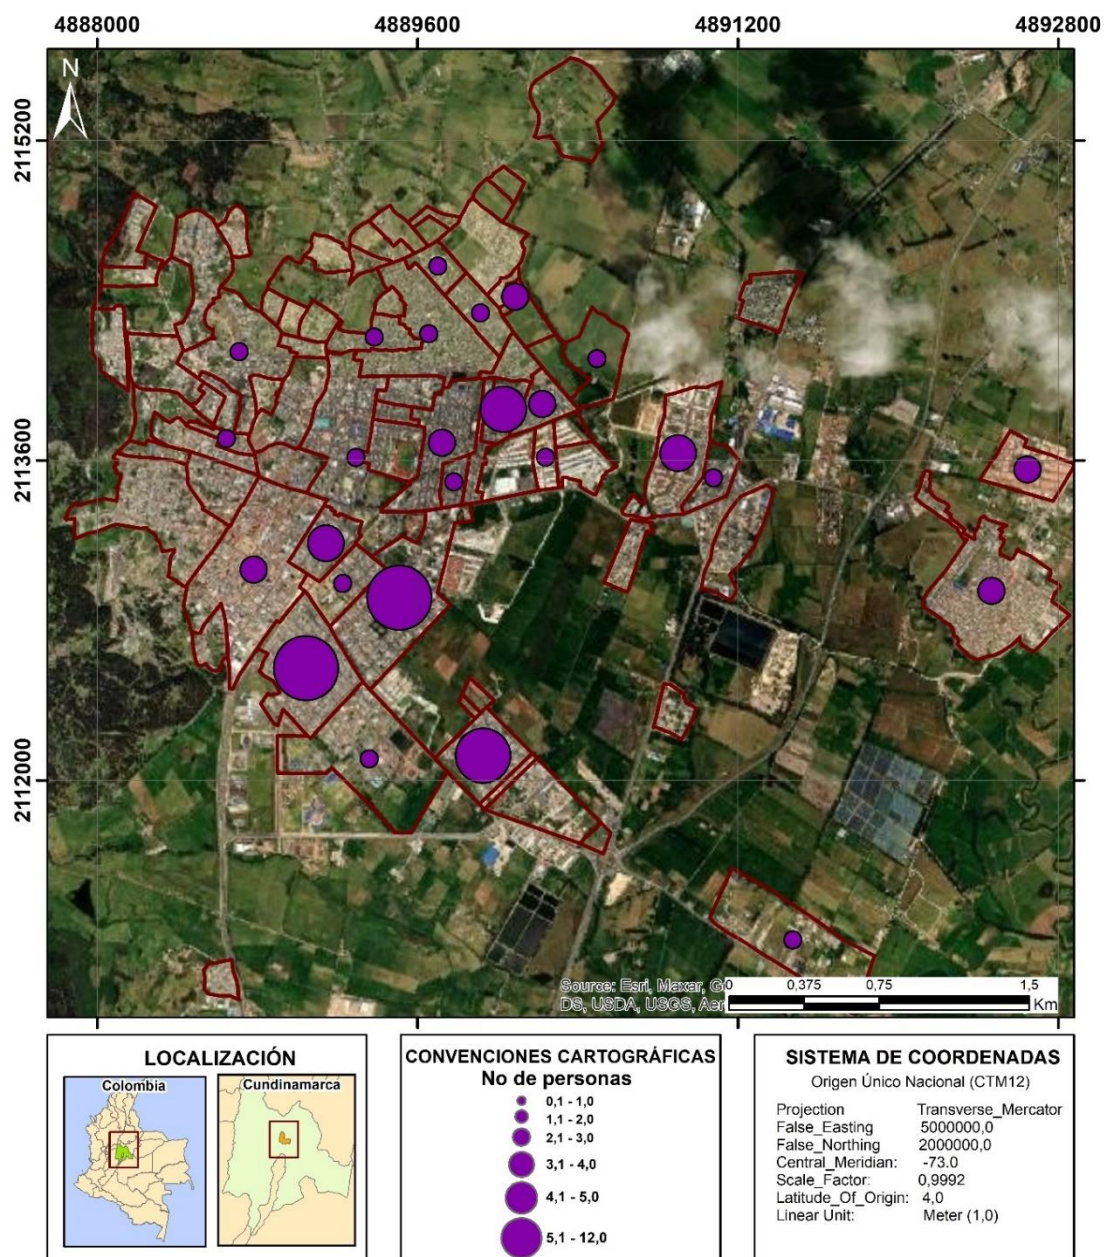 4888000 4889600 4891200 4892800
N
2115200
2113600
2112000
Source: Esri, Maxar, G
DS, USDA, USGS, Aer
0 0,375 0,75 1,5
Km
LOCALIZACIÓN
Colombia
Cundinamarca
CONVENCIONES CARTOGRÁFICAS
No de personas
0,1 - 1,0
1,1 - 2,0
2,1 - 3,0
3,1 - 4,0
4,1 - 5,0
5,1 - 12,0
SISTEMA DE COORDENADAS
Origen Único Nacional (CTM12)
Projection Transverse_Mercator
False_Easting 5000000,0
False_Northing 2000000,0
Central_Meridian: -73.0
Scale_Factor: 0,9992
Latitude_Of_Origin: 4,0
Linear Unit: Meter (1,0)